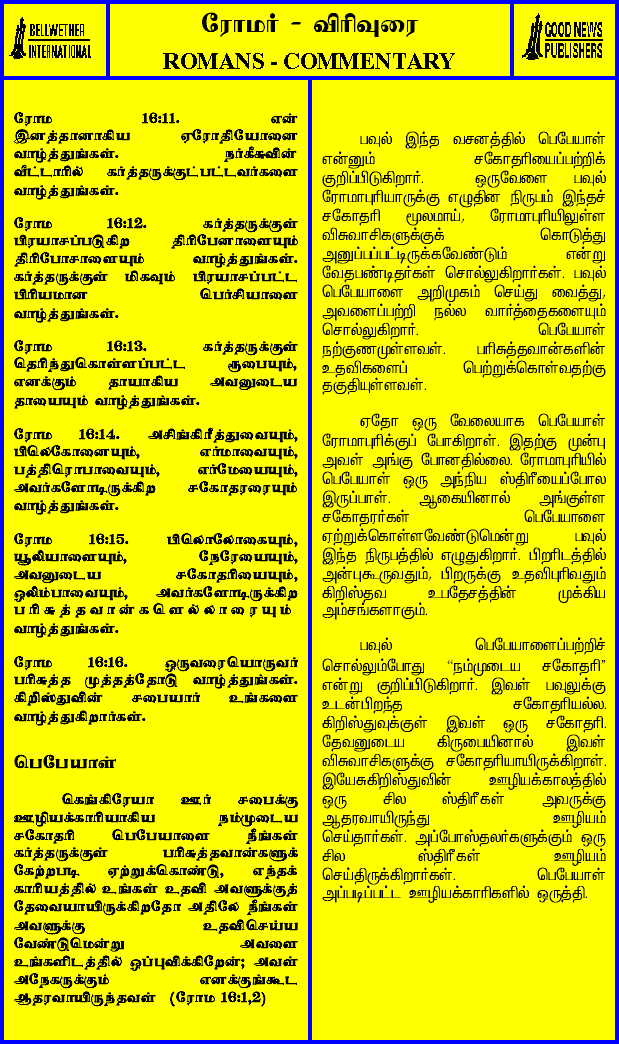 BELLWETHER
INTERNATIONAL
ரோமர் - விரிவுரை
ROMANS - COMMENTARY
GOOD NEWS
PUBLISHERS
ரோம 16:11. என்
இனத்தானாகிய ஏரோதியோனை
வாழ்த்துங்கள். நர்கீசுவின்
வீட்டாரில் கர்த்தருக்குட்பட்டவர்களை
வாழ்த்துங்கள்.
ரோம 16:12. கர்த்தருக்குள்
பிரயாசப்படுகிற திரிபேனாளையும்
திரிபோசாளையும் வாழ்த்துங்கள்.
கர்த்தருக்குள் மிகவும் பிரயாசப்பட்ட
பிரியமான பெர்சியாளை
வாழ்த்துங்கள்.
ரோம 16:13. கர்த்தருக்குள்
தெரிந்துகொள்ளப்பட்ட ரூபையும்,
எனக்கும் தாயாகிய அவனுடைய
தாயையும் வாழ்த்துங்கள்.
ரோம 16:14. அசிங்கிரீத்துவையும்,
பிலெகோனையும், எர்மாவையும்,
பத்திரொபாவையும், எர்மேயையும்,
அவர்களோடிருக்கிற சகோதரரையும்
வாழ்த்துங்கள்.
ரோம 16:15. பிலொலோகையும்,
யூலியாளையும், நேரேயையும்,
அவனுடைய சகோதரியையும்,
ஒலிம்பாவையும், அவர்களோடிருக்கிற
பரிசுத்தவான்களெல்லாரையும்
வாழ்த்துங்கள்.
ரோம 16:16. ஒருவரையொருவர்
பரிசுத்த முத்தத்தோடு வாழ்த்துங்கள்.
கிறிஸ்துவின் சபையார் உங்களை
வாழ்த்துகிறார்கள்.
பெபேயாள்
கெங்கிரேயா ஊர் சபைக்கு
ஊழியக்காரியாகிய நம்முடைய
சகோதரி பெபேயாளை நீங்கள்
கர்த்தருக்குள் பரிசுத்தவான்களுக்
கேற்றபடி ஏற்றுக்கொண்டு, எந்தக்
காரியத்தில் உங்கள் உதவி அவளுக்குத்
தேவையாயிருக்கிறதோ அதிலே நீங்கள்
அவளுக்கு உதவிசெய்ய
வேண்டுமென்று அவளை
உங்களிடத்தில் ஒப்புவிக்கிறேன்; அவள்
அநேகருக்கும் எனக்குங்கூட
ஆதரவாயிருந்தவள் (ரோம 16:1,2)
பவுல் இந்த வசனத்தில் பெபேயாள்
என்னும் சகோதரியைப்பற்றிக்
குறிப்பிடுகிறார். ஒருவேளை பவுல்
ரோமாபுரியாருக்கு எழுதின நிருபம் இந்தச்
சகோதரி மூலமாய், ரோமாபுரியிலுள்ள
விசுவாசிகளுக்குக் கொடுத்து
அனுப்பப்பட்டிருக்கவேண்டும் என்று
வேதபண்டிதர்கள் சொல்லுகிறார்கள். பவுல்
பெபேயாளை அறிமுகம் செய்து வைத்து,
அவளைப்பற்றி நல்ல வார்த்தைகளையும்
சொல்லுகிறார். பெபேயாள்
நற்குணமுள்ளவள். பரிசுத்தவான்களின்
உதவிகளைப் பெற்றுக்கொள்வதற்கு
தகுதியுள்ளவள்.
ஏதோ ஒரு வேலையாக பெபேயாள்
ரோமாபுரிக்குப் போகிறாள். இதற்கு முன்பு
அவள் அங்கு போனதில்லை. ரோமாபுரியில்
பெபேயாள் ஒரு அந்நிய ஸ்திரீயைப்போல
இருப்பாள். ஆகையினால் அங்குள்ள
சகோதரர்கள் பெபேயாளை
ஏற்றுக்கொள்ளவேண்டுமென்று பவுல்
இந்த நிருபத்தில் எழுதுகிறார். பிறரிடத்தில்
அன்புகூருவதும், பிறருக்கு உதவிபுரிவதும்
கிறிஸ்தவ உபதேசத்தின் முக்கிய
அம்சங்களாகும்.
பவுல் பெபேயாளைப்பற்றிச்
சொல்லும்போது “நம்முடைய சகோதரி”
என்று குறிப்பிடுகிறார். இவள் பவுலுக்கு
உடன்பிறந்த சகோதரியல்ல.
கிறிஸ்துவுக்குள் இவள் ஒரு சகோதரி.
தேவனுடைய கிருபையினால் இவள்
விசுவாசிகளுக்கு சகோதரியாயிருக்கிறாள்.
இயேசுகிறிஸ்துவின் ஊழியக்காலத்தில்
ஒரு சில ஸ்திரீகள் அவருக்கு
ஆதரவாயிருந்து ஊழியம்
செய்தார்கள். அப்போஸ்தலர்களுக்கும் ஒரு
சில ஸ்திரீகள் ஊழியம்
செய்திருக்கிறார்கள். பெபேயாள்
அப்படிப்பட்ட ஊழியக்காரிகளில் ஒருத்தி.